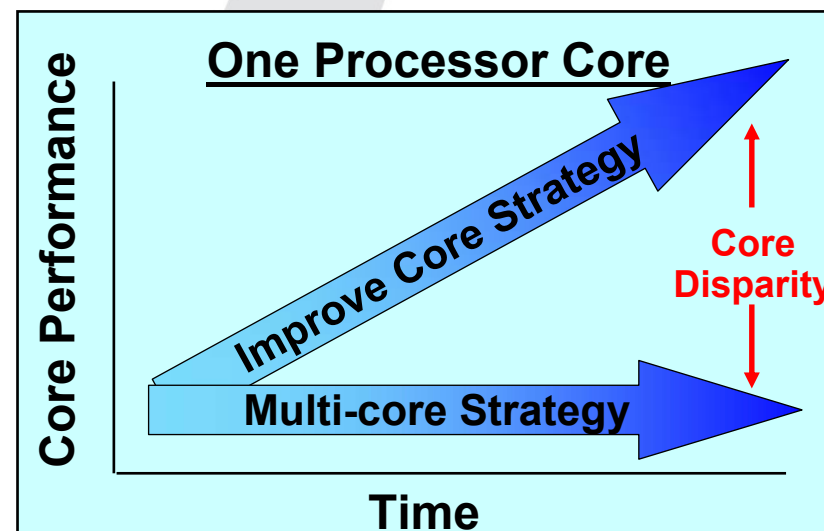 One Processor Core
Core Performance
Improve Core Strategy
Core
Disparity
Multi-core Strategy
Time